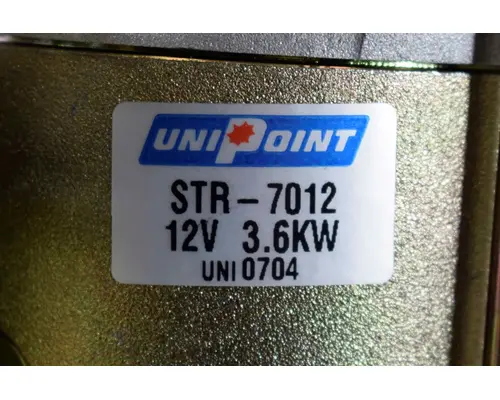 UNIPOINT
STR-7012
12V 3.6KW
UNI 0704